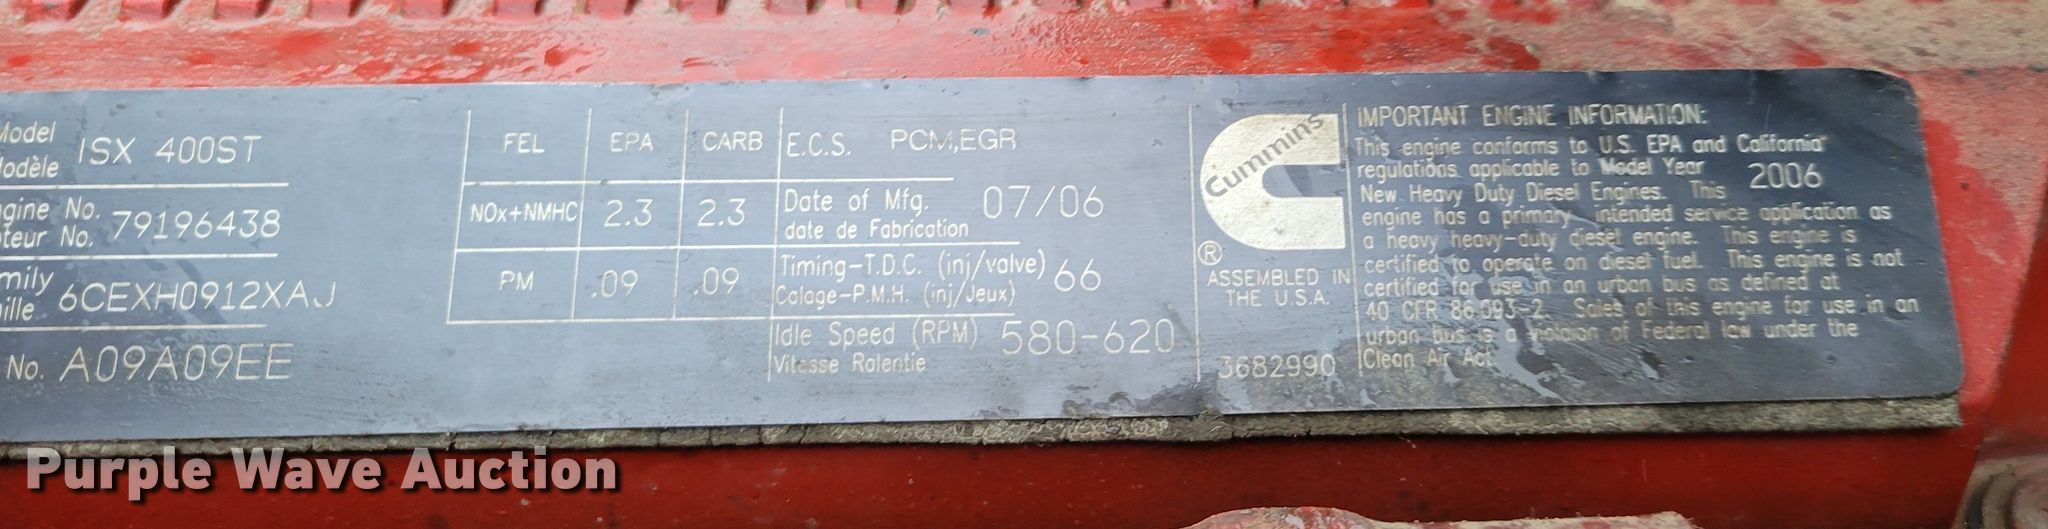 Model
Modèle ISX 400ST
gine No.
teur No. 79196438
mily
ille 6CEXH0912XAJ
No. A09A09EE
FEL EPA CARB
NOx+NMHC 2.3 2.3
PM .09 .09
E.C.S. PCM,EGR
Date of Mfg. 07/06
date de Fabrication
Timing-T.D.C. (inj/valve) 66
Calage-P.M.H. (inj/Jeux)
Idle Speed (RPM) 580-620
Vitesse Ralentie
Cummins
®
ASSEMBLED IN
THE U.S.A.
3682990
IMPORTANT ENGINE INFORMATION:
This engine conforms to U.S. EPA and California
regulations applicable to Model Year 2006
New Heavy Duty Diesel Engines. This
engine has a primary intended service application as
a heavy heavy-duty diesel engine. This engine is
certified to operate on diesel fuel. This engine is not
certified for use in an urban bus as defined at
40 CFR 86.093-2. Sales of this engine for use in an
urban bus is a violation of Federal law under the
Clean Air Act
Purple Wave Auction